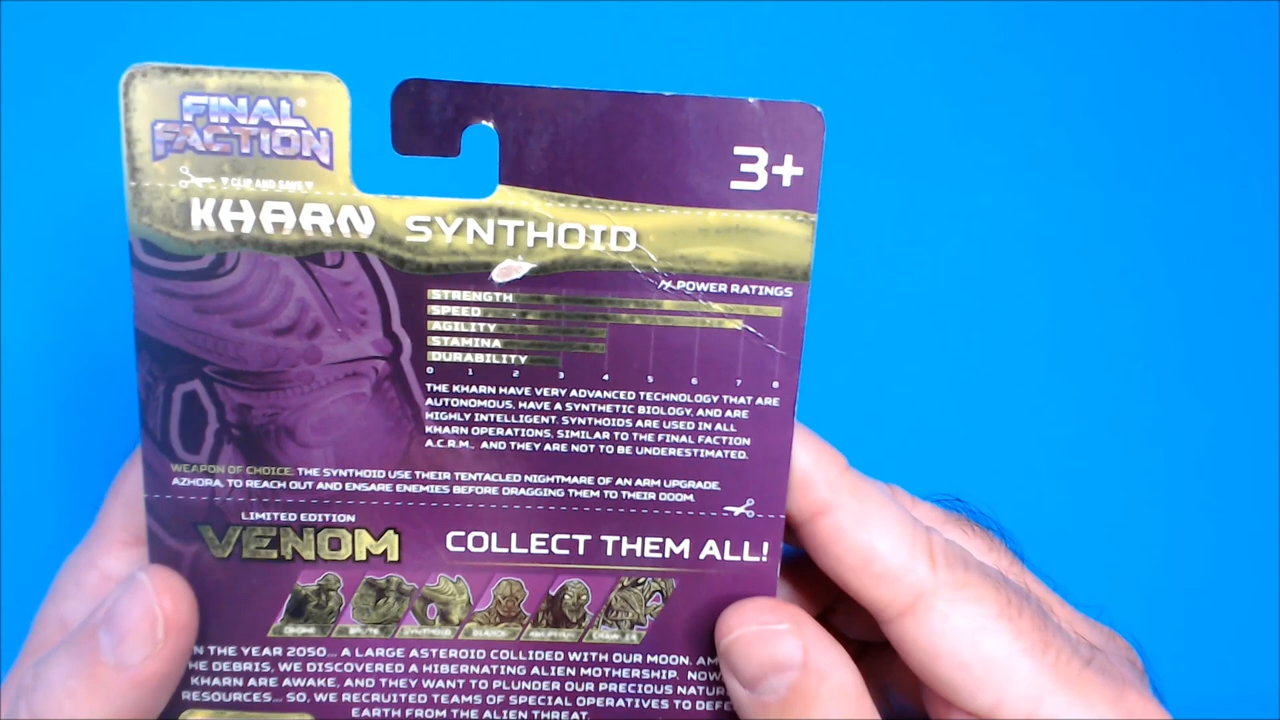 FINAL
FACTION®
CLIP AND SAVE
3+
KHARN SYNTHOID
POWER RATINGS
STRENGTH
SPEED
AGILITY
STAMINA
DURABILITY
0 1 2 3 4 5 6 7 8
THE KHARN HAVE VERY ADVANCED TECHNOLOGY THAT ARE
AUTONOMOUS, HAVE A SYNTHETIC BIOLOGY, AND ARE
HIGHLY INTELLIGENT. SYNTHOIDS ARE USED IN ALL
KHARN OPERATIONS, SIMILAR TO THE FINAL FACTION
A.C.R.M., AND THEY ARE NOT TO BE UNDERESTIMATED.
WEAPON OF CHOICE: THE SYNTHOID USE THEIR TENTACLED NIGHTMARE OF AN ARM UPGRADE,
AZHORA, TO REACH OUT AND ENSARE ENEMIES BEFORE DRAGGING THEM TO THEIR DOOM.
LIMITED EDITION
VENOM
COLLECT THEM ALL!
DRONE BRUTE SYNTHOID
N THE YEAR 2050... A LARGE ASTEROID COLLIDED WITH OUR MOON. AM
HE DEBRIS, WE DISCOVERED A HIBERNATING ALIEN MOTHERSHIP. NOW
KHARN ARE AWAKE, AND THEY WANT TO PLUNDER OUR PRECIOUS NATUR
RESOURCES... SO, WE RECRUITED TEAMS OF SPECIAL OPERATIVES TO DEFE
EARTH FROM THE ALIEN THREAT.